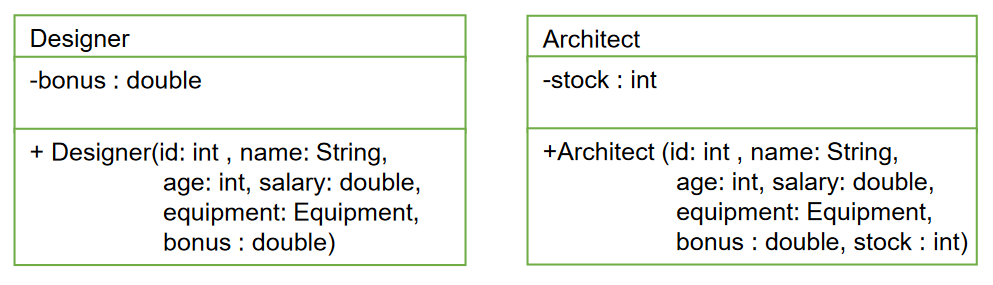 Designer
-bonus : double
+ Designer(id: int , name: String,
age: int, salary: double,
equipment: Equipment,
bonus : double)
Architect
-stock : int
+Architect (id: int , name: String,
age: int, salary: double,
equipment: Equipment,
bonus : double, stock : int)